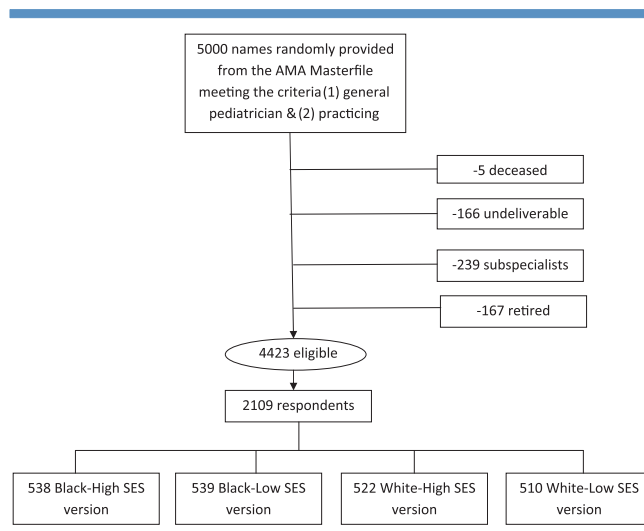 5000 names randomly provided
from the AMA Masterfile
meeting the criteria (1) general
pediatrician & (2) practicing
-5 deceased
-166 undeliverable
-239 subspecialists
-167 retired
4423 eligible
2109 respondents
538 Black-High SES
version
539 Black-Low SES
version
522 White-High SES
version
510 White-Low SES
version